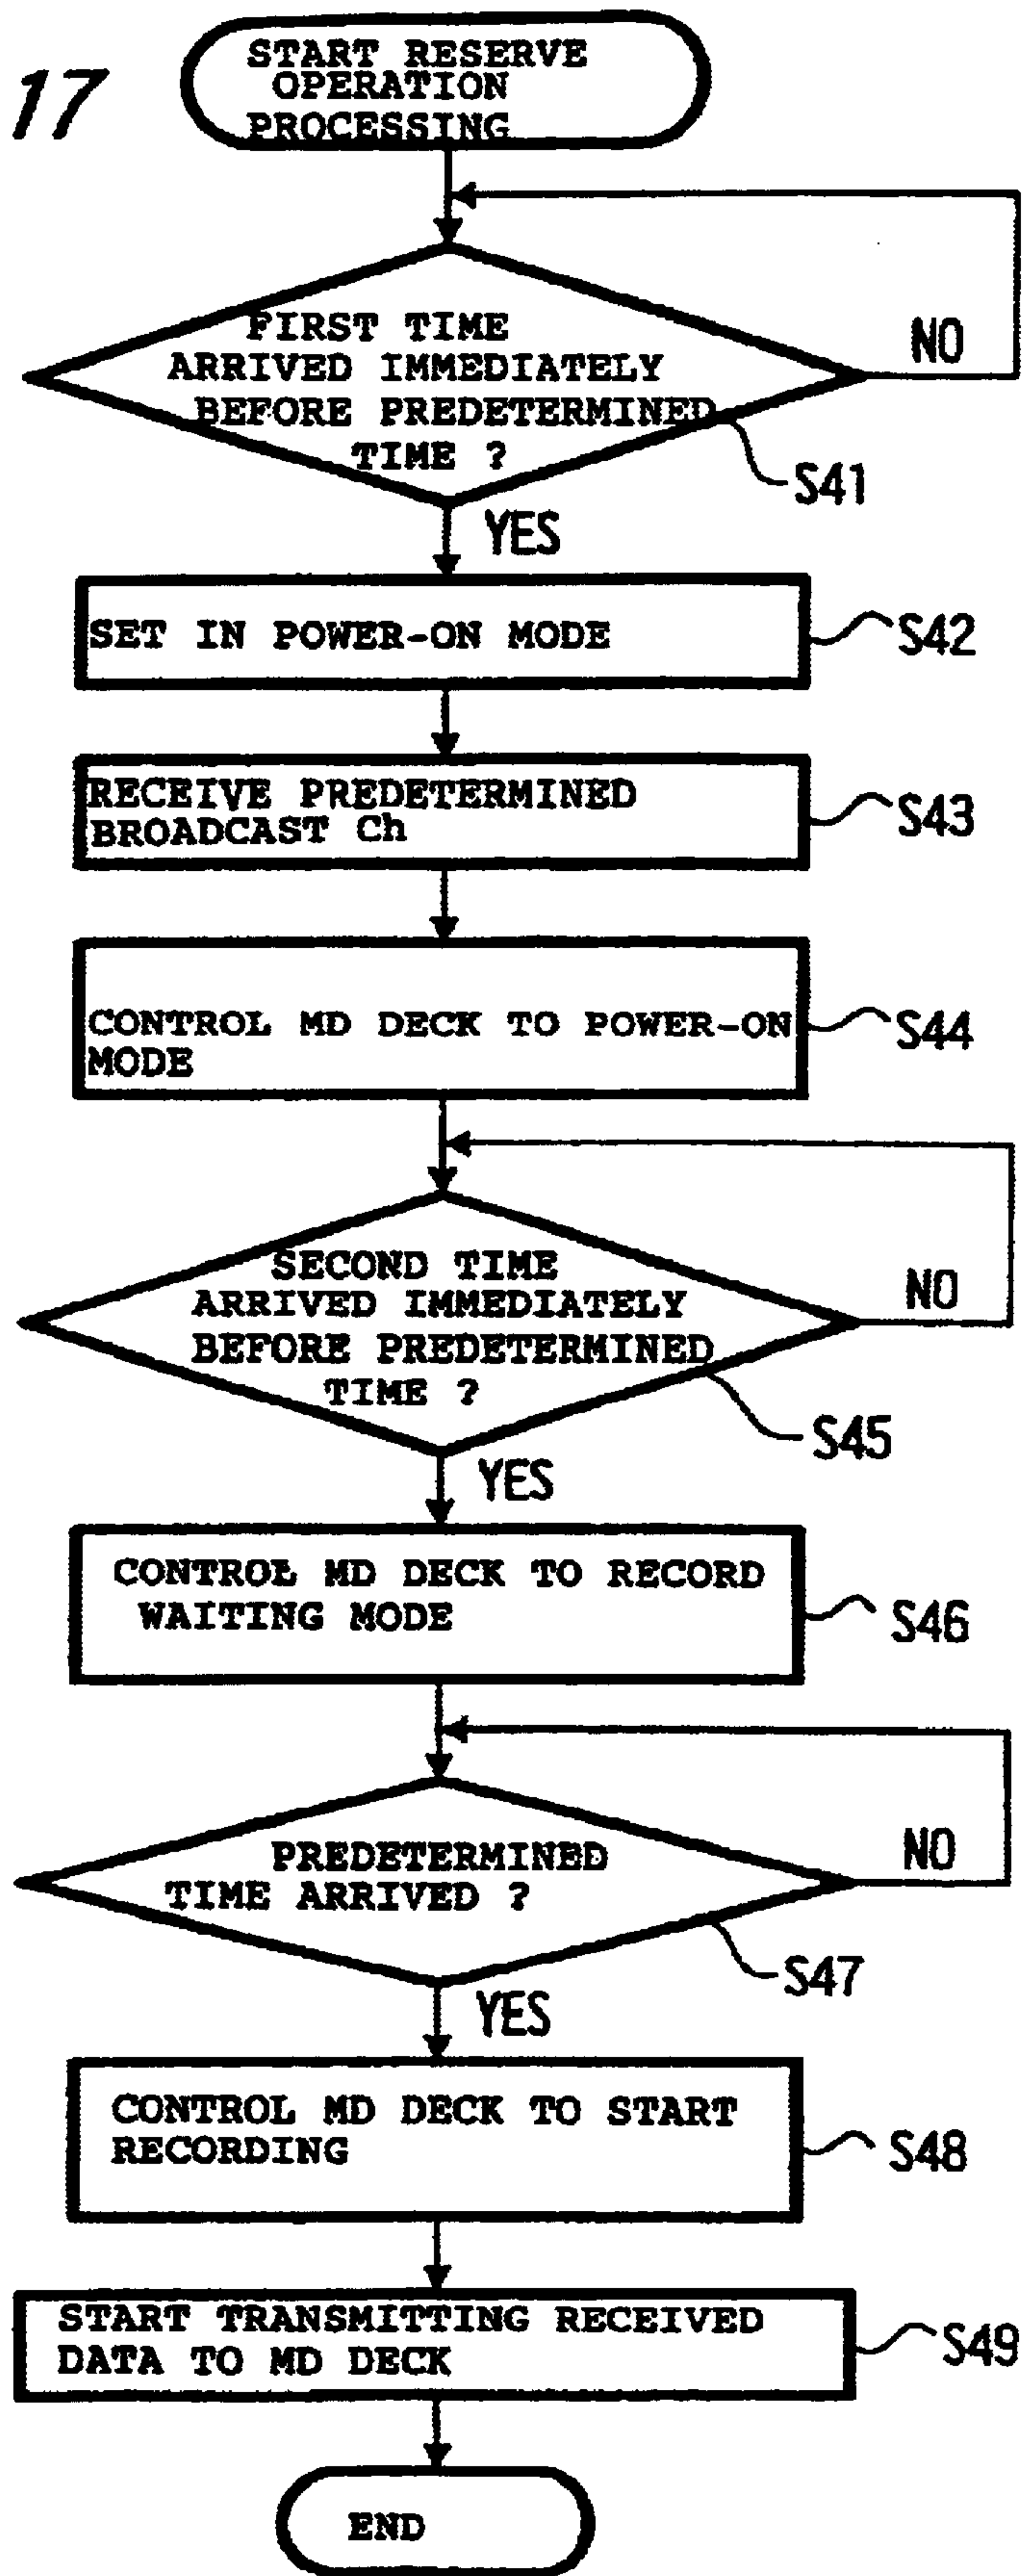 17
START RESERVE
OPERATION
PROCESSING
FIRST TIME
ARRIVED IMMEDIATELY
BEFORE PREDETERMINED
TIME ?
NO
S41
YES
SET IN POWER-ON MODE
S42
RECEIVE PREDETERMINED
BROADCAST Ch
S43
CONTROL MD DECK TO POWER-ON
MODE
S44
SECOND TIME
ARRIVED IMMEDIATELY
BEFORE PREDETERMINED
TIME ?
NO
S45
YES
CONTROL MD DECK TO RECORD
WAITING MODE
S46
PREDETERMINED
TIME ARRIVED ?
NO
S47
YES
CONTROL MD DECK TO START
RECORDING
S48
START TRANSMITTING RECEIVED
DATA TO MD DECK
S49
END